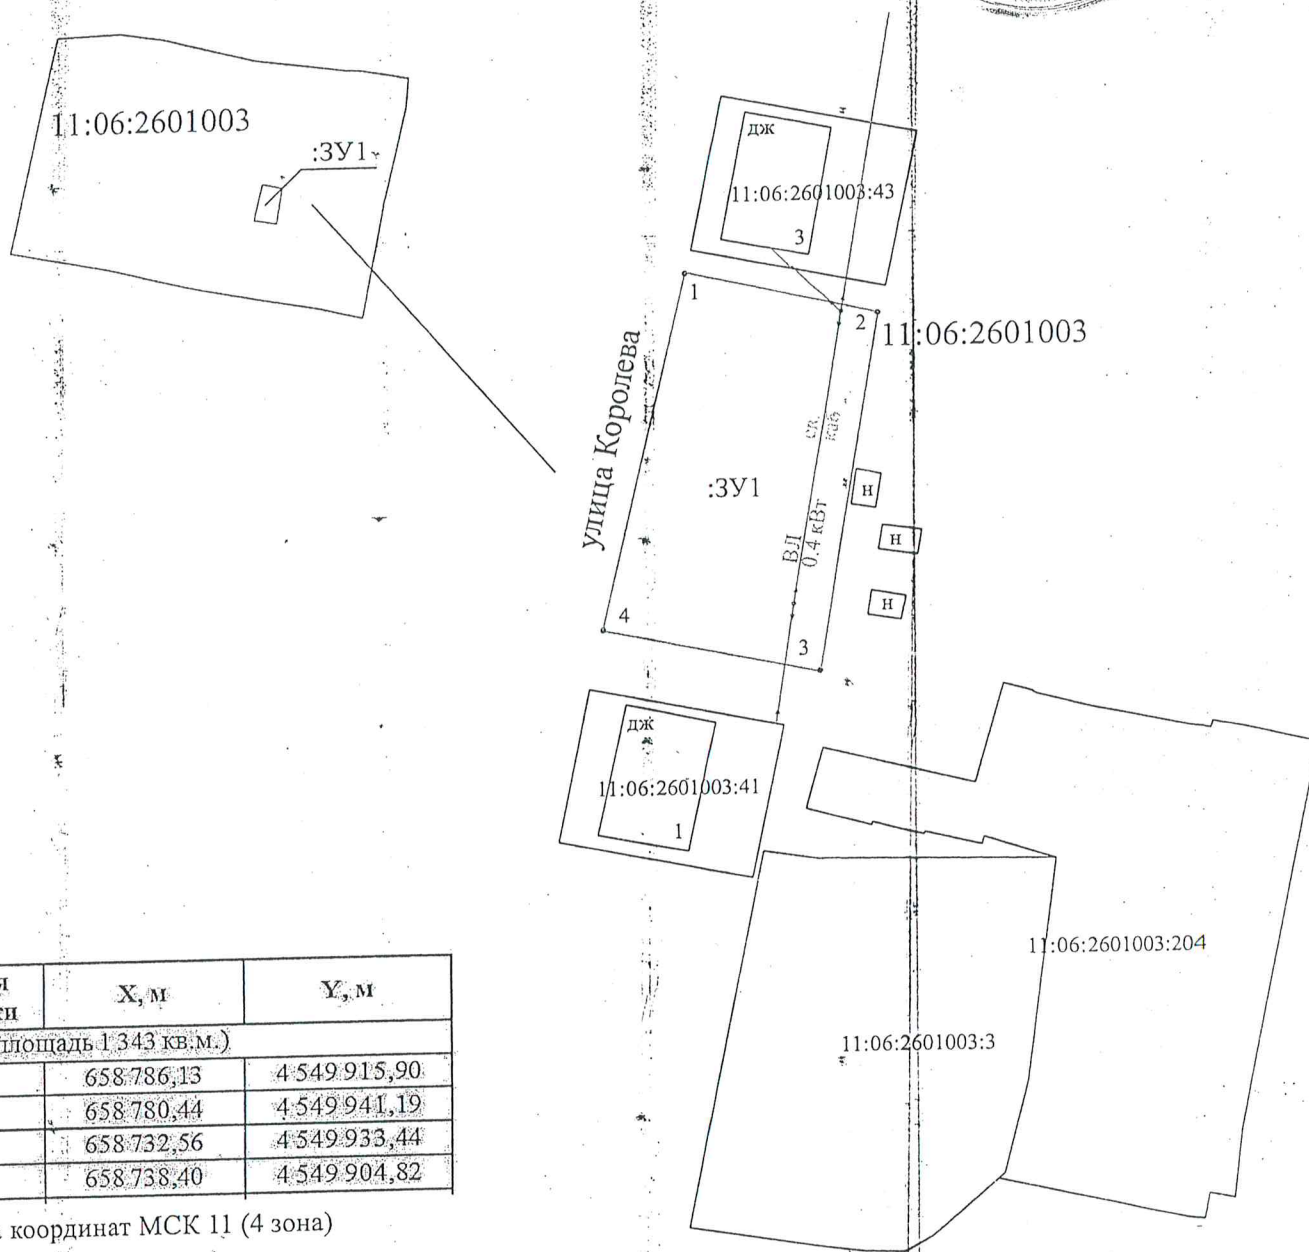 11:06:2601003
:ЗУ1
дж
11:06:2601003:43
3
1
2
11:06:2601003
улица Королева
св.
каб
:ЗУ1
ВЛ
0.4 кВт
н
н
н
4
3
дж
11:06:2601003:41
1
11:06:2601003:204
11:06:2601003:3
X, м Y, м
площадь 1 343 кв.м.)
658 786,13 4 549 915,90
658 780,44 4 549 941,19
658 732,56 4 549 933,44
658 738,40 4 549 904,82
координат МСК 11 (4 зона)